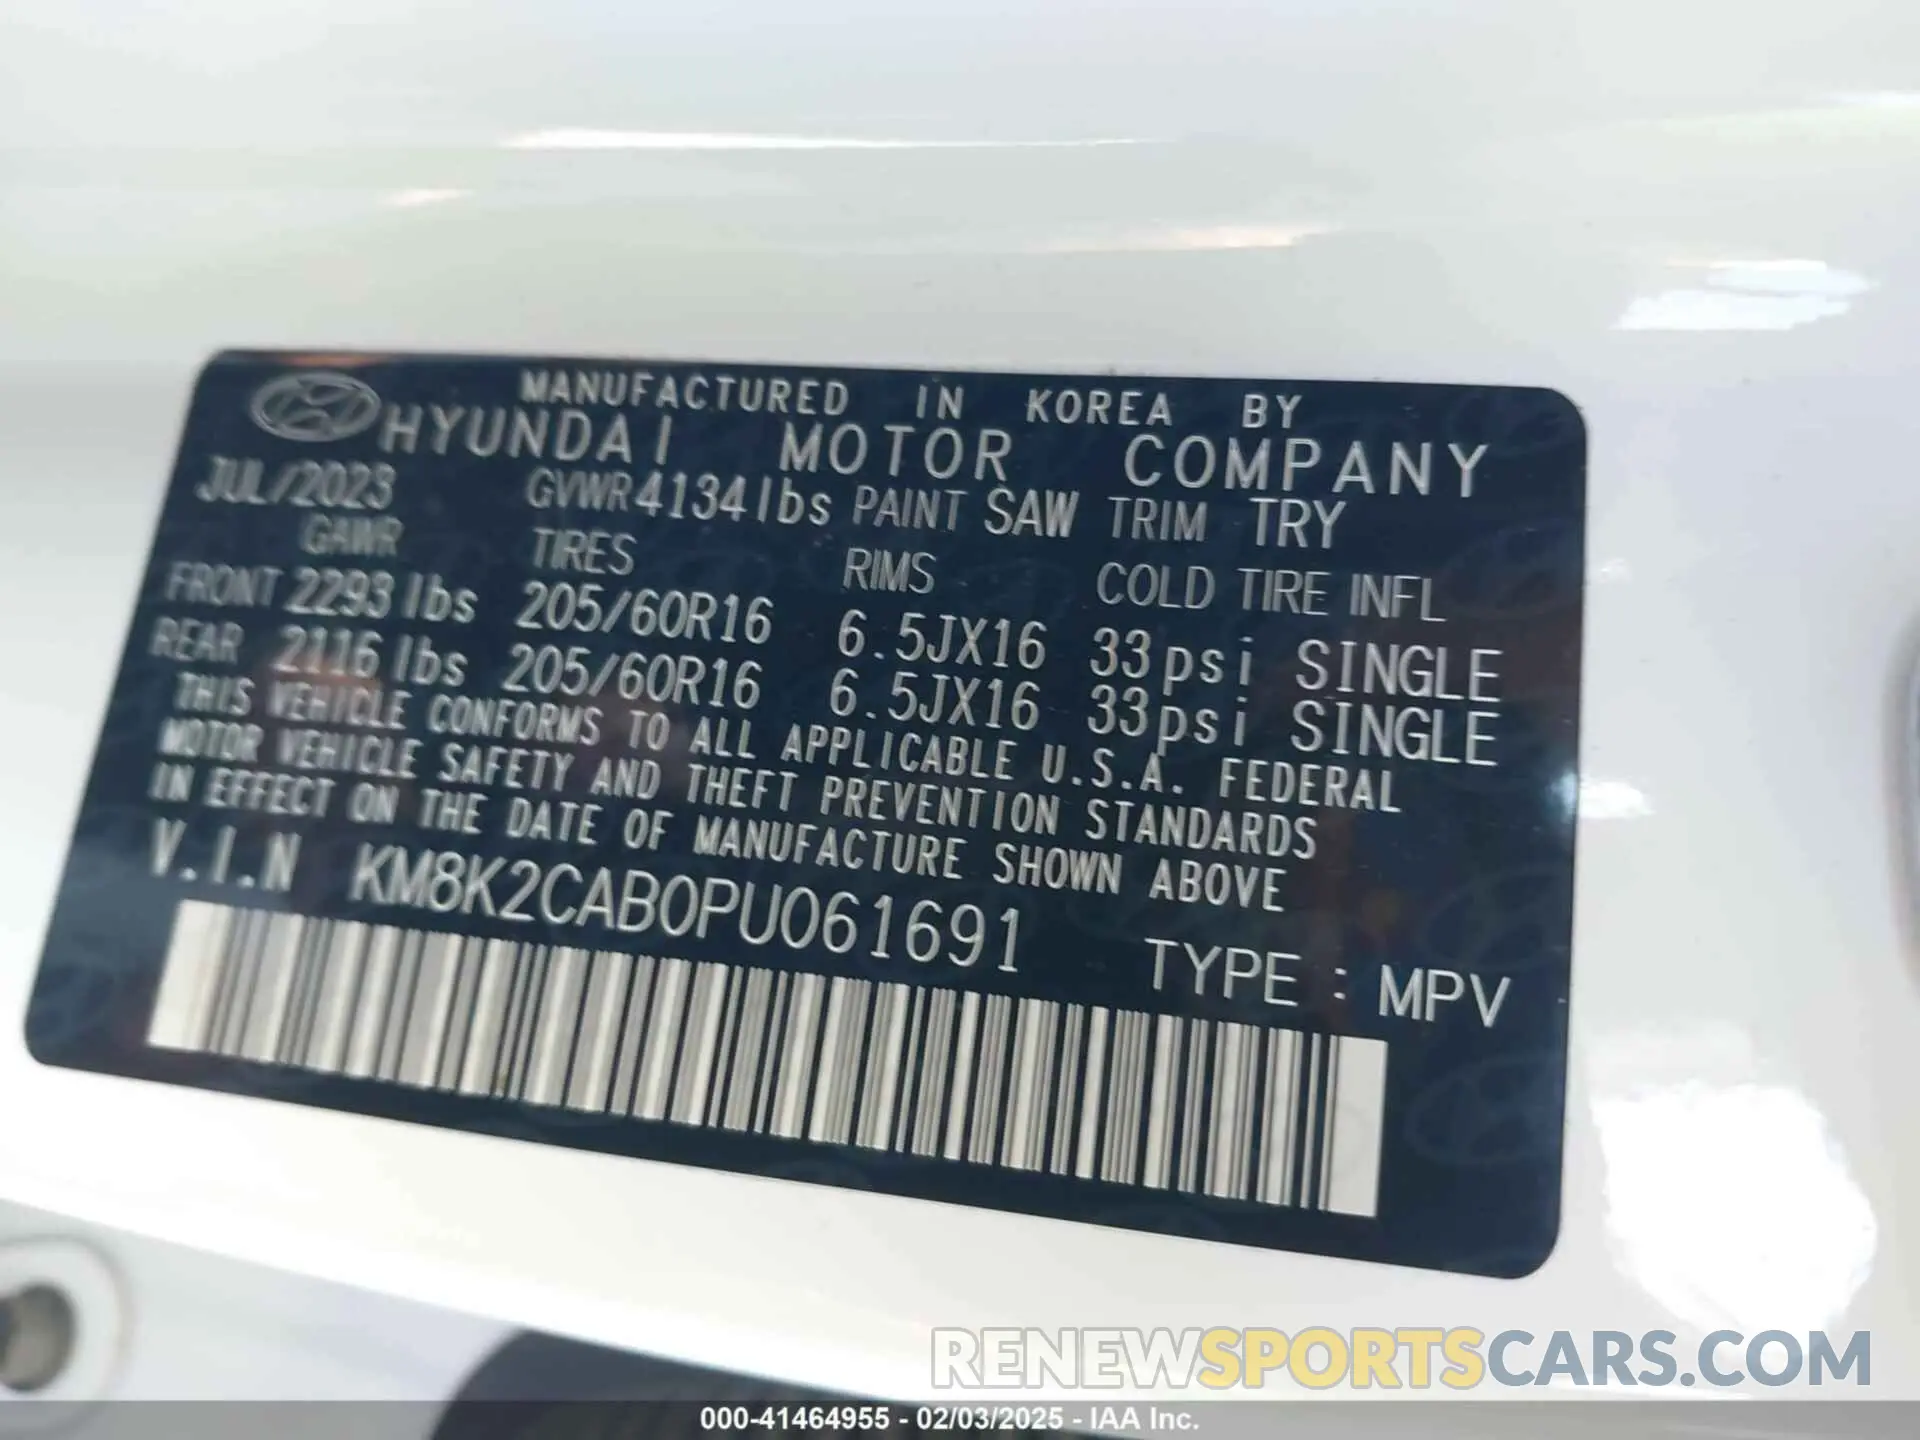 MANUFACTURED IN KOREA BY
HYUNDAI MOTOR COMPANY
JUL/2023 GVWR 4134lbs PAINT SAW TRIM TRY
GAWR TIRES RIMS COLD TIRE INFL
FRONT 2293 lbs 205/60R16 6.5JX16 33psi SINGLE
REAR 2116 lbs 205/60R16 6.5JX16 33psi SINGLE
THIS VEHICLE CONFORMS TO ALL APPLICABLE U.S.A. FEDERAL
MOTOR VEHICLE SAFETY AND THEFT PREVENTION STANDARDS
IN EFFECT ON THE DATE OF MANUFACTURE SHOWN ABOVE
V.I.N KM8K2CAB0PU061691
TYPE : MPV
RENEWSPORTSCARS.COM
000-41464955 - 02/03/2025 - IAA Inc.